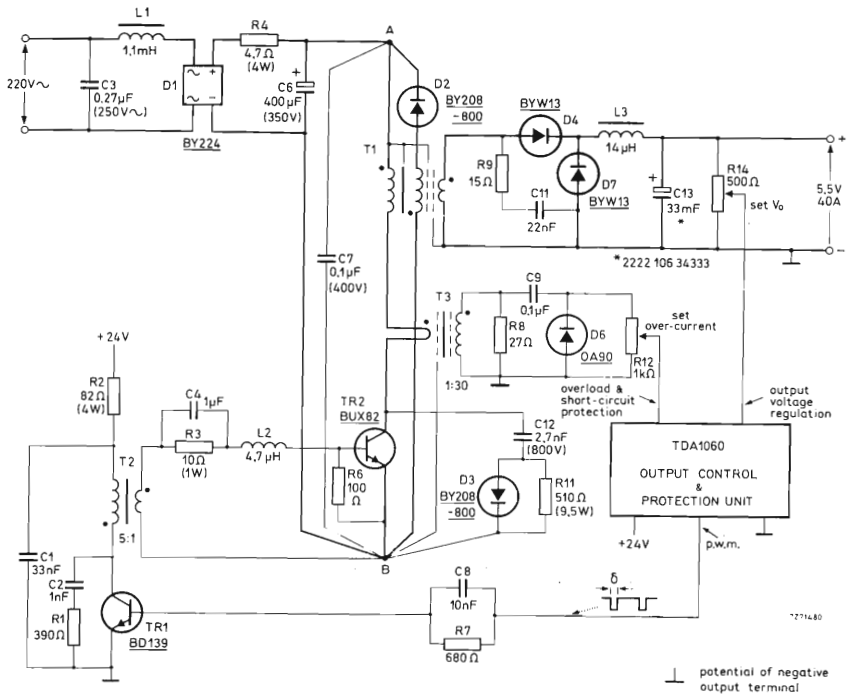 L1
1,1mH
220V~
C3
0.27µF
(250V~)
D1
~ +
~ −
BY224
R4
4,7Ω
(4W)
+
C6
400µF
(350V)
A
D2
BY208
-800
T1
R9
15Ω
C11
22nF
BYW13
D4
D7
BYW13
L3
14µH
+
C13
33mF
*
R14
500Ω
set Vo
+
5,5V
40A
−
*2222 106 34333
C7
0,1µF
(400V)
T3
1:30
C9
0,1µF
R8
27Ω
D6
OA90
R12
1kΩ
set
over-current
overload &
short-circuit
protection
output
voltage
regulation
+24V
R2
82Ω
(4W)
C4
1µF
R3
10Ω
(1W)
L2
4,7µH
TR2
BUX82
R6
100
Ω
C12
2,7nF
(800V)
D3
BY208
-800
R11
510Ω
(9,5W)
TDA1060
OUTPUT CONTROL
&
PROTECTION UNIT
+24V
p.w.m.
T2
5:1
B
C1
33nF
C2
1nF
R1
390Ω
TR1
BD139
C8
10nF
R7
680Ω
δ
7Z71480
potential of negative
output terminal